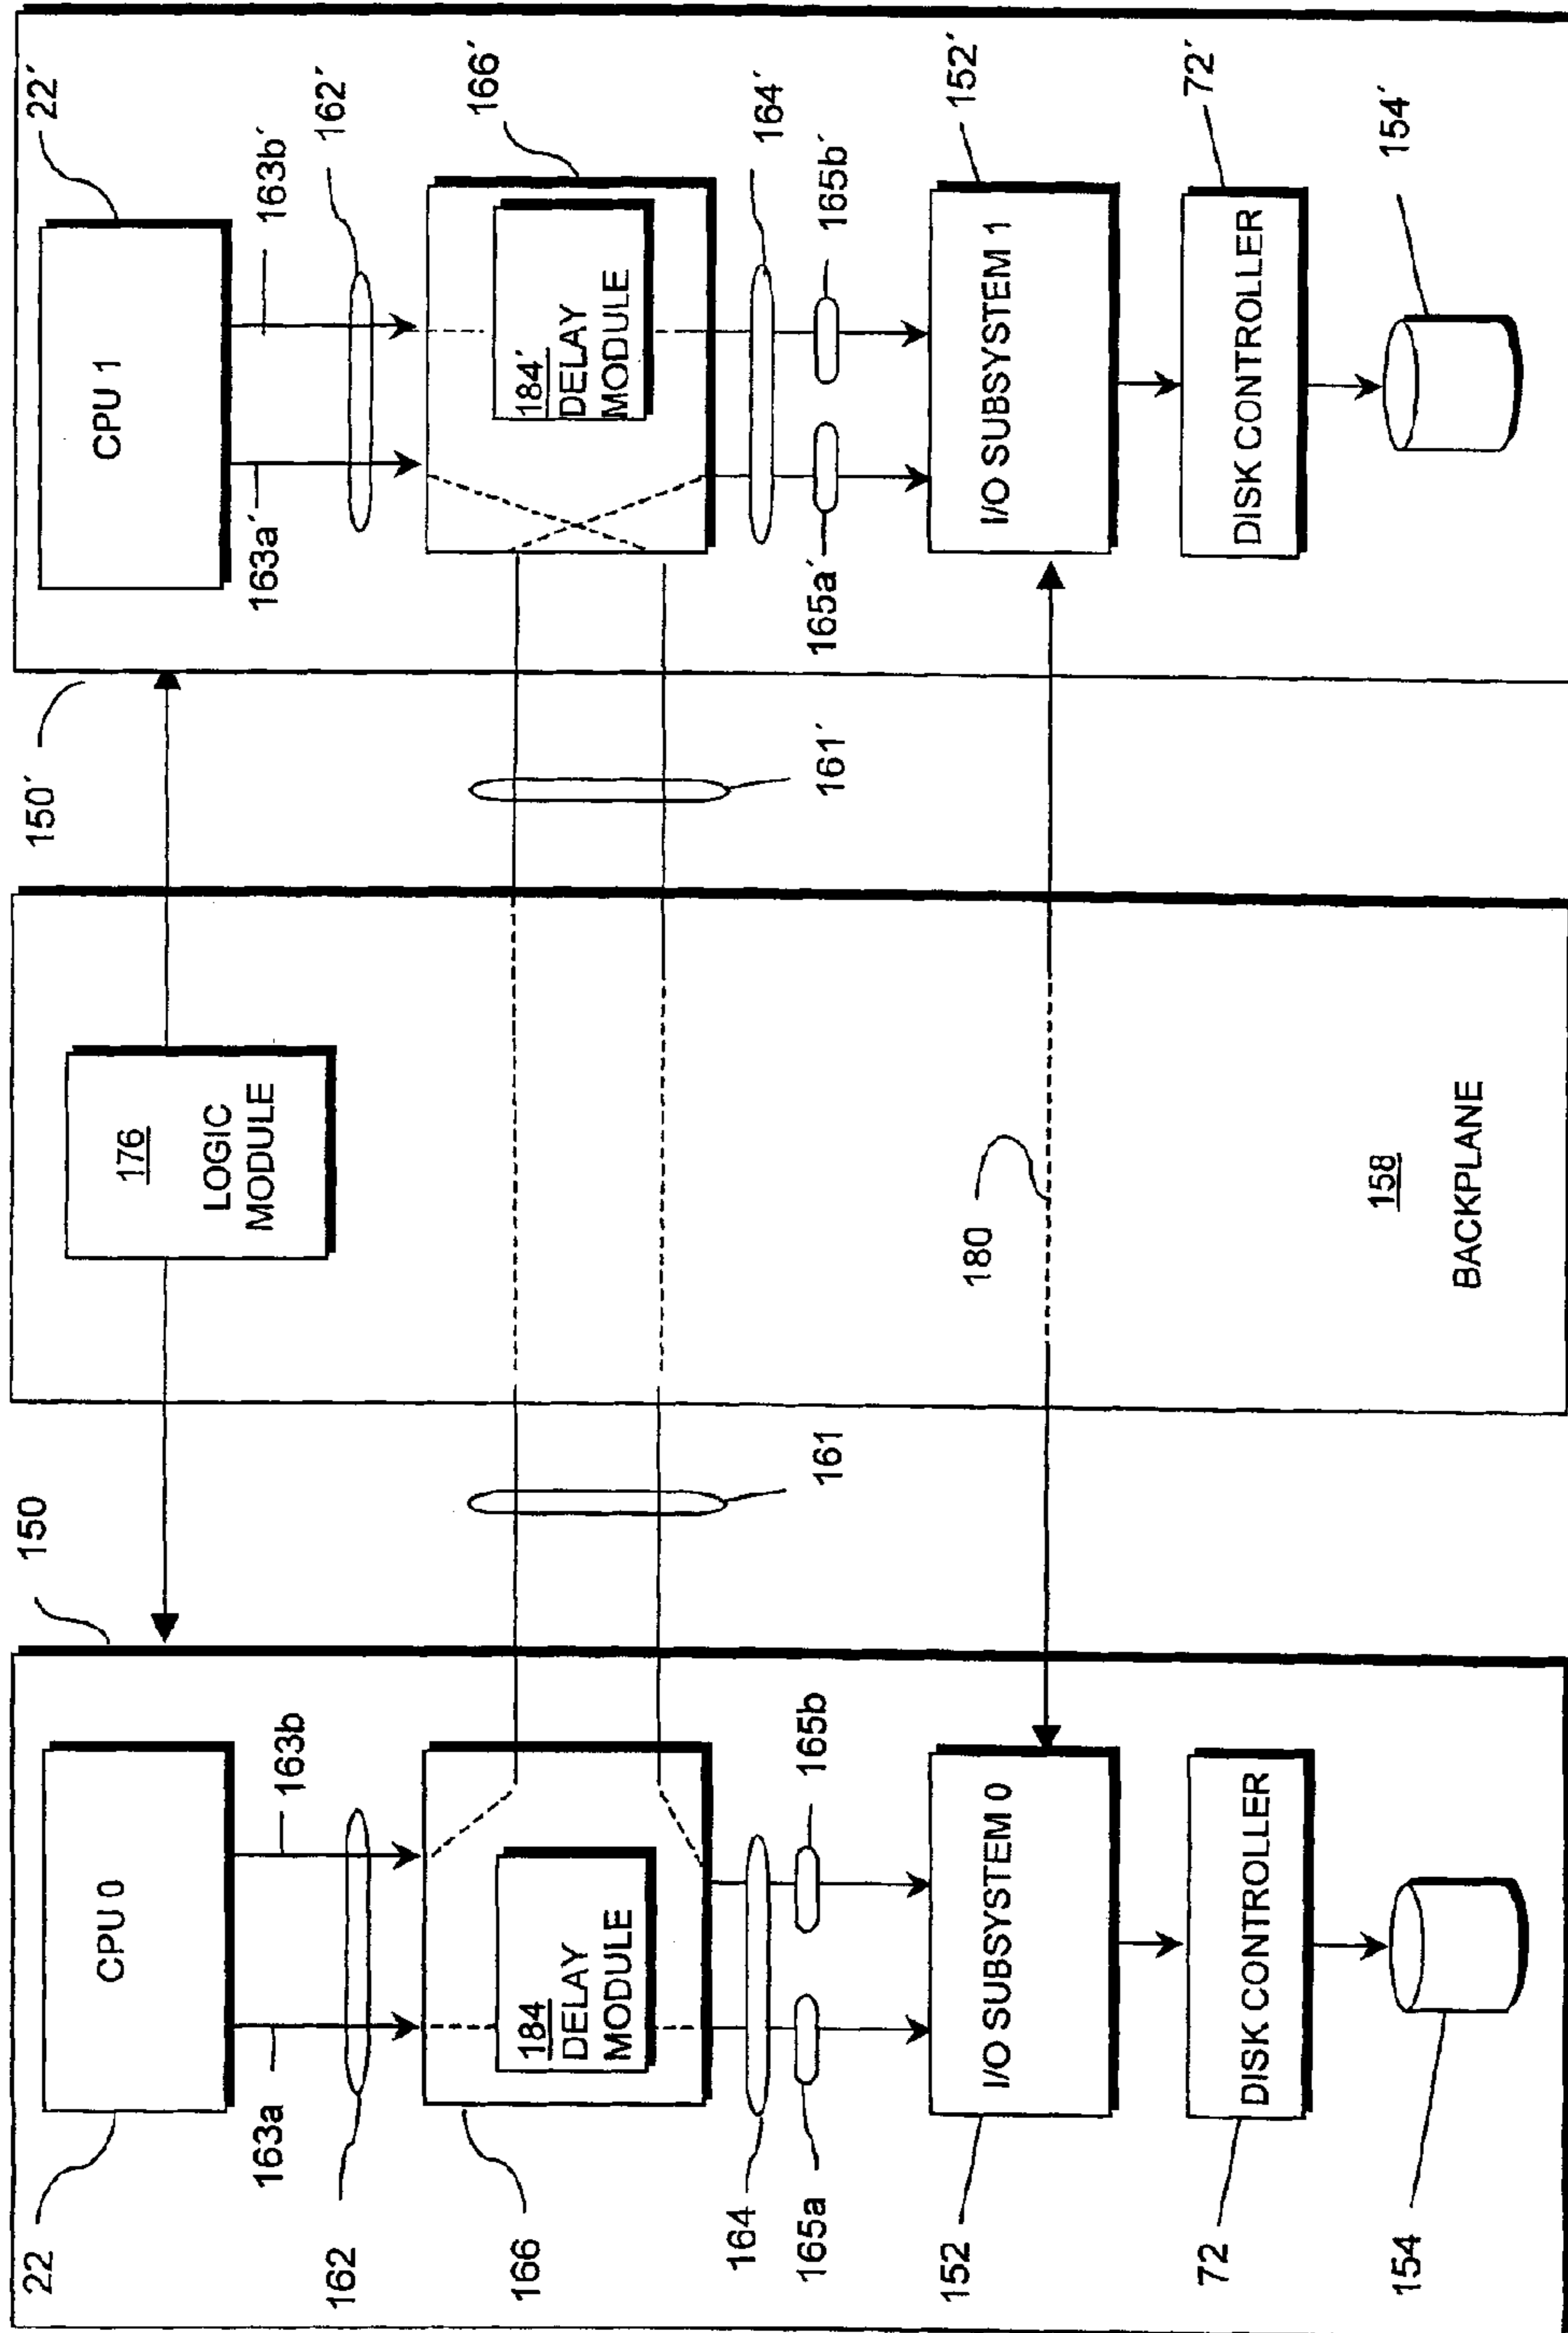 150
22
CPU 0
163a
163b
162
166
184
DELAY
MODULE
164
165a
165b
152
I/O SUBSYSTEM 0
72
DISK CONTROLLER
154
161
176
LOGIC
MODULE
180
158
BACKPLANE
150′
161′
22′
CPU 1
163a′
163b′
162′
166′
184′
DELAY
MODULE
164′
165a′
165b′
152′
I/O SUBSYSTEM 1
72′
DISK CONTROLLER
154′